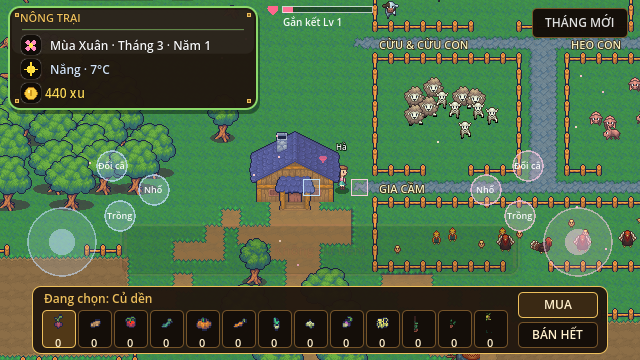 NÔNG TRẠI
Mùa Xuân · Tháng 3 · Năm 1
Nắng · 7°C
440 xu
Gắn kết Lv 1
THÁNG MỚI
CỪU & CỪU CON
HEO CON
Hà
Đổi cả
Nhổ
Trồng
GIA CẦM
Đổi cả
Nhổ
Trồng
Đang chọn: Củ dền
0 0 0 0 0 0 0 0 0 0 0 0 0
MUA
BÁN HẾT